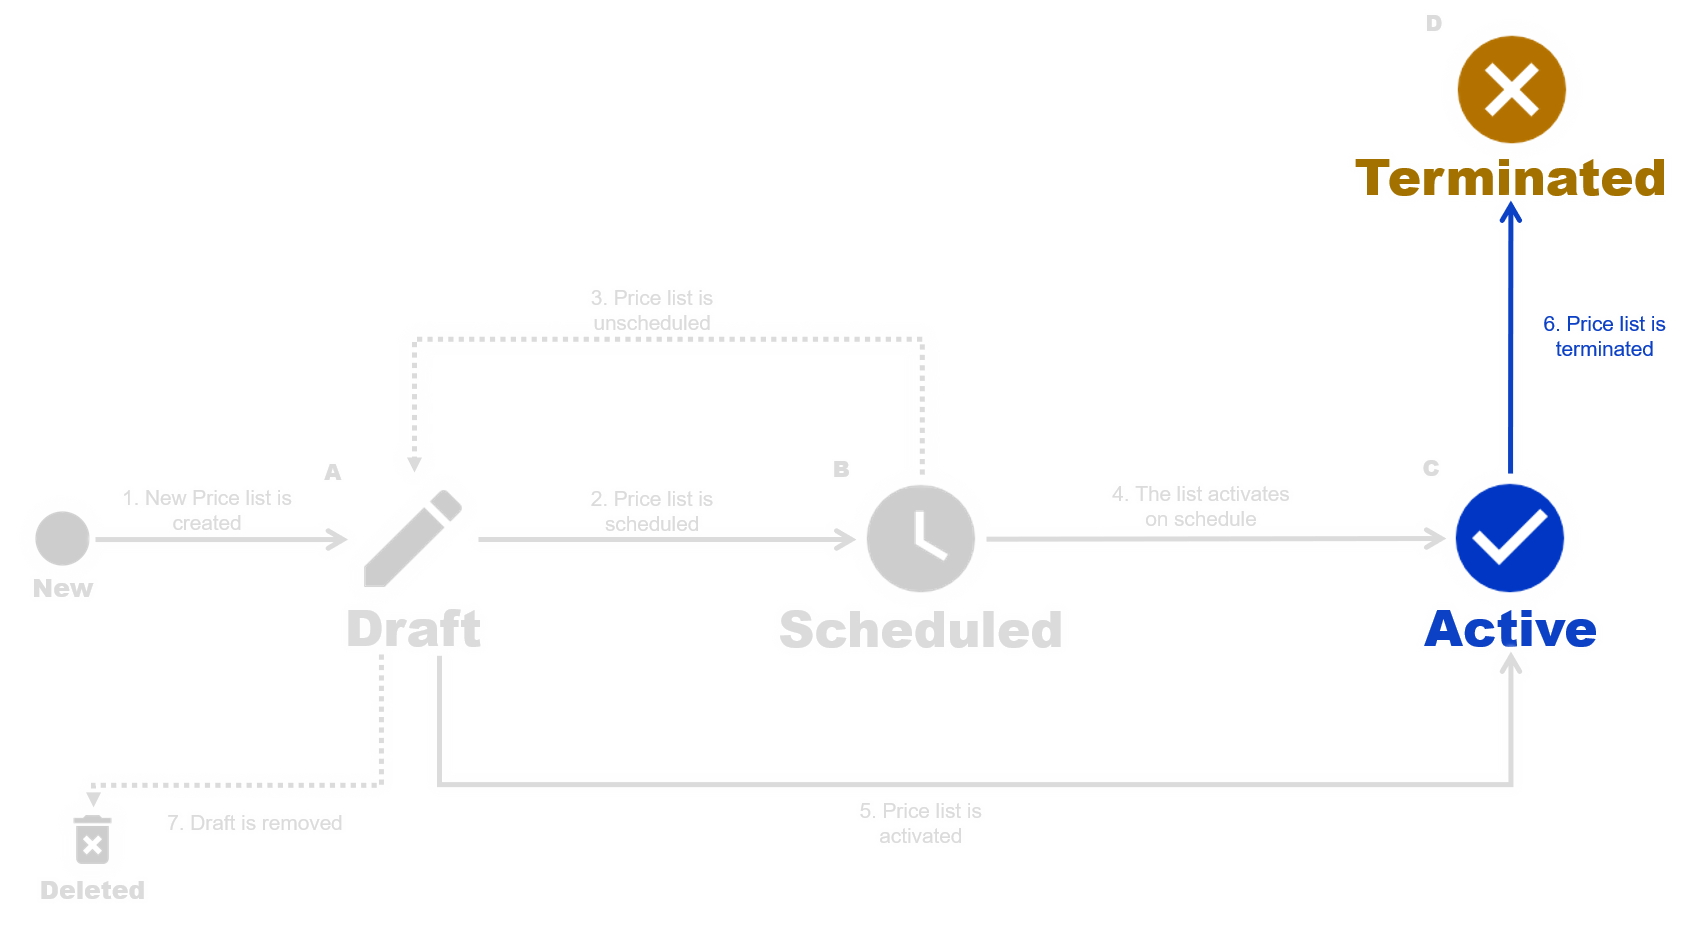 D
Terminated
3. Price list is
unscheduled
6. Price list is
terminated
A
B
C
1. New Price list is
created
2. Price list is
scheduled
4. The list activates
on schedule
New
Draft
Scheduled
Active
7. Draft is removed
5. Price list is
activated
Deleted